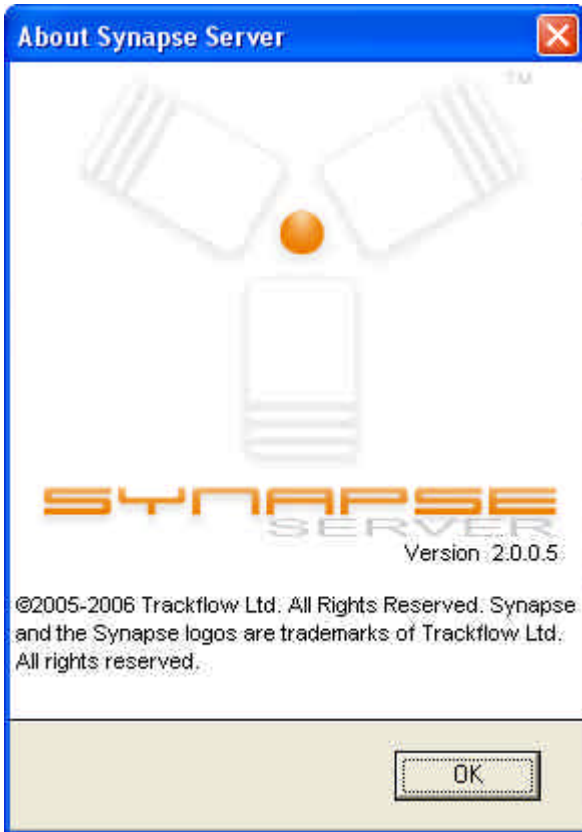 About Synapse Server
TM
SYNAPSE
SERVER
Version 2.0.0.5
©2005-2006 Trackflow Ltd. All Rights Reserved. Synapse
and the Synapse logos are trademarks of Trackflow Ltd.
All rights reserved.
OK